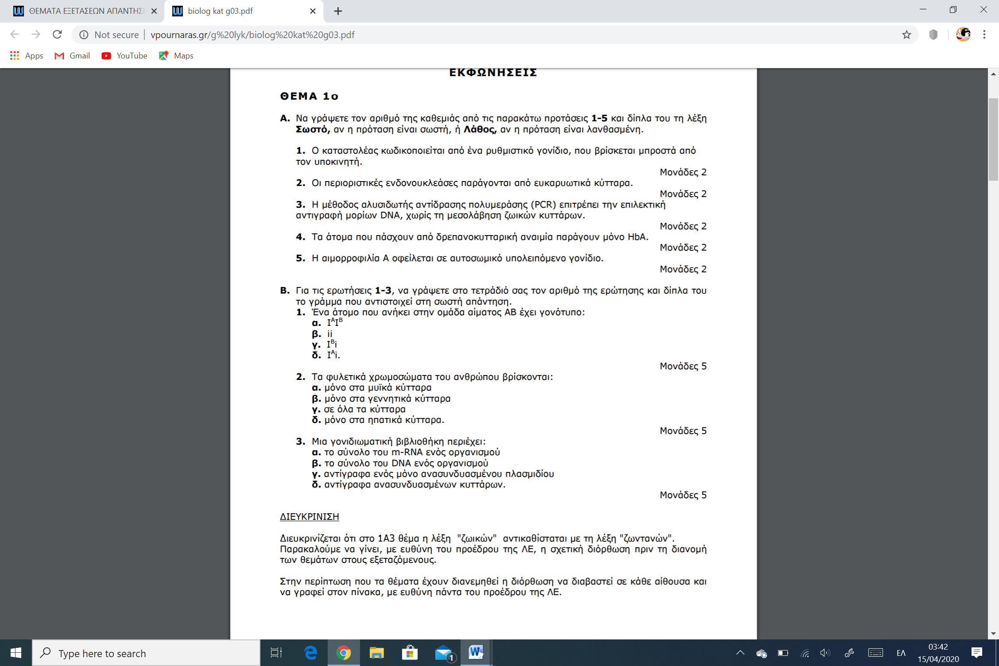 ΘΕΜΑΤΑ ΕΞΕΤΑΣΕΩΝ ΑΠΑΝΤΗΣΕ
biolog kat g03.pdf
Not secure
vpournaras.gr/g%20lyk/biolog%20kat%20g03.pdf
Apps
Gmail
YouTube
Maps
ΕΚΦΩΝΗΣΕΙΣ
ΘΕΜΑ 1ο
Α. Να γράψετε τον αριθμό της καθεμιάς από τις παρακάτω προτάσεις 1-5 και δίπλα του τη λέξη
Σωστό, αν η πρόταση είναι σωστή, ή Λάθος, αν η πρόταση είναι λανθασμένη.
1. Ο καταστολέας κωδικοποιείται από ένα ρυθμιστικό γονίδιο, που βρίσκεται μπροστά από
τον υποκινητή.
Μονάδες 2
2. Οι περιοριστικές ενδονουκλεάσες παράγονται από ευκαρυωτικά κύτταρα.
Μονάδες 2
3. Η μέθοδος αλυσιδωτής αντίδρασης πολυμεράσης (PCR) επιτρέπει την επιλεκτική
αντιγραφή μορίων DNA, χωρίς τη μεσολάβηση ζωικών κυττάρων.
Μονάδες 2
4. Τα άτομα που πάσχουν από δρεπανοκυτταρική αναιμία παράγουν μόνο HbA.
Μονάδες 2
5. Η αιμορροφιλία Α οφείλεται σε αυτοσωμικό υπολειπόμενο γονίδιο.
Μονάδες 2
Β. Για τις ερωτήσεις 1-3, να γράψετε στο τετράδιό σας τον αριθμό της ερώτησης και δίπλα του
το γράμμα που αντιστοιχεί στη σωστή απάντηση.
1. Ένα άτομο που ανήκει στην ομάδα αίματος ΑΒ έχει γονότυπο:
α. IᴬIᴮ
β. ii
γ. Iᴮi
δ. Iᴬi.
Μονάδες 5
2. Τα φυλετικά χρωμοσώματα του ανθρώπου βρίσκονται:
α. μόνο στα μυϊκά κύτταρα
β. μόνο στα γεννητικά κύτταρα
γ. σε όλα τα κύτταρα
δ. μόνο στα ηπατικά κύτταρα.
Μονάδες 5
3. Μια γονιδιωματική βιβλιοθήκη περιέχει:
α. το σύνολο του m-RNA ενός οργανισμού
β. το σύνολο του DNA ενός οργανισμού
γ. αντίγραφα ενός μόνο ανασυνδυασμένου πλασμιδίου
δ. αντίγραφα ανασυνδυασμένων κυττάρων.
Μονάδες 5
ΔΙΕΥΚΡΙΝΙΣΗ
Διευκρινίζεται ότι στο 1Α3 θέμα η λέξη "ζωικών" αντικαθίσταται με τη λέξη "ζωντανών".
Παρακαλούμε να γίνει, με ευθύνη του προέδρου της ΛΕ, η σχετική διόρθωση πριν τη διανομή
των θεμάτων στους εξεταζόμενους.
Στην περίπτωση που τα θέματα έχουν διανεμηθεί η διόρθωση να διαβαστεί σε κάθε αίθουσα και
να γραφεί στον πίνακα, με ευθύνη πάντα του προέδρου της ΛΕ.
Type here to search
1
ΕΛ
03:42
15/04/2020